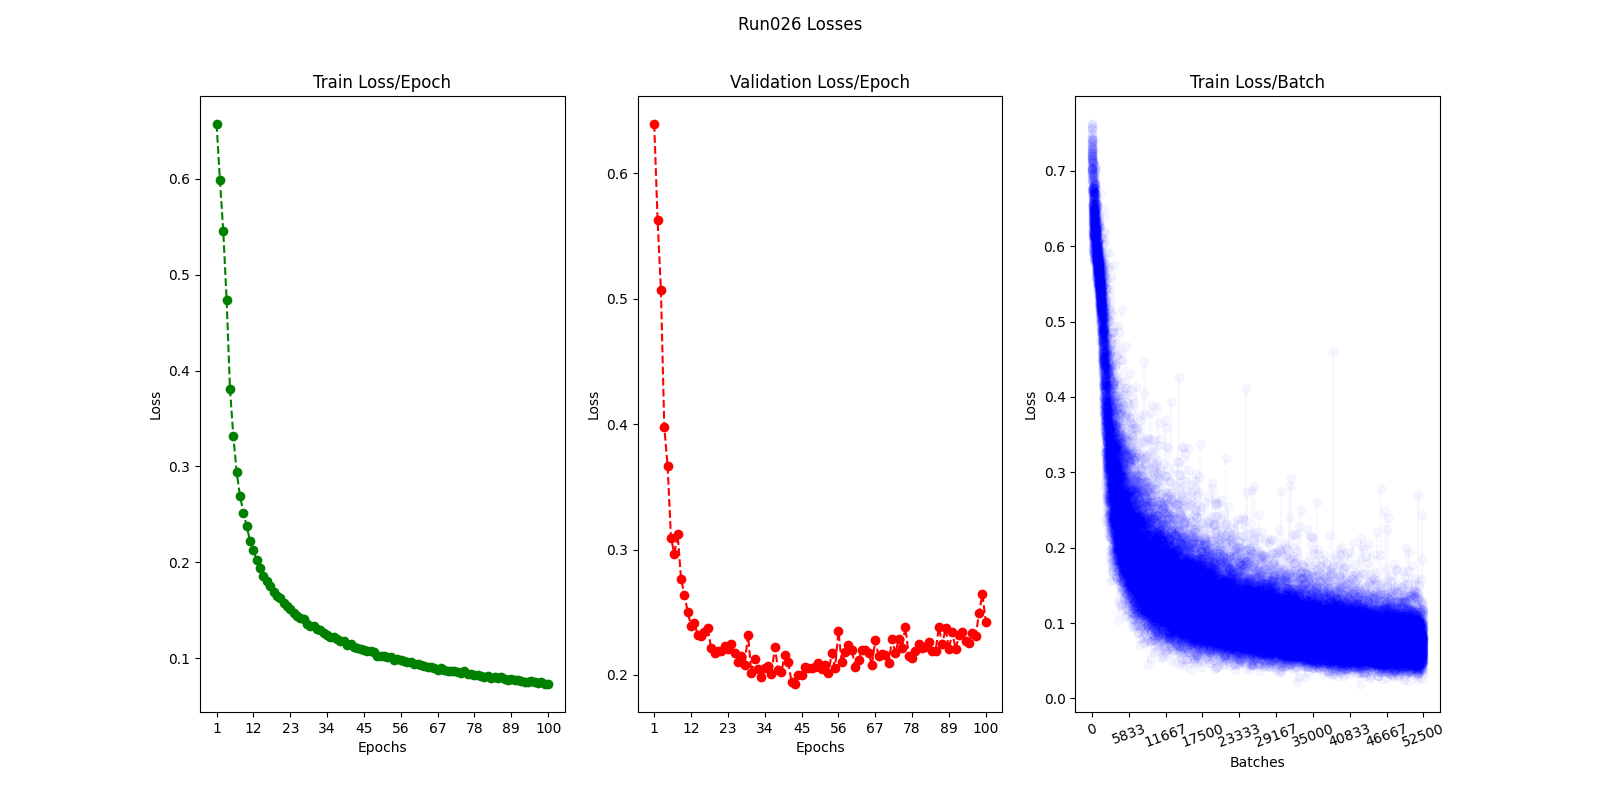 Run026 Losses
Train Loss/Epoch
Validation Loss/Epoch
Train Loss/Batch
0.6
0.5
0.4
0.3
0.2
0.1
Loss
1 12 23 34 45 56 67 78 89 100
Epochs
0.6
0.5
0.4
0.3
0.2
Loss
1 12 23 34 45 56 67 78 89 100
Epochs
0.7
0.6
0.5
0.4
0.3
0.2
0.1
0.0
Loss
0 5833 11667 17500 23333 29167 35000 40833 46667 52500
Batches